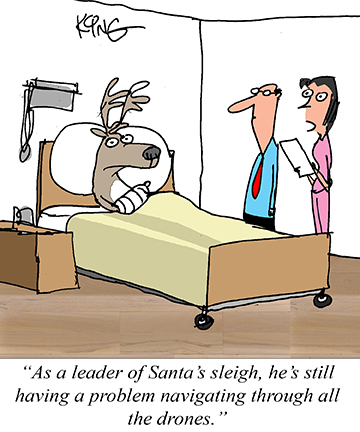 KING
“As a leader of Santa’s sleigh, he’s still
having a problem navigating through all
the drones.”